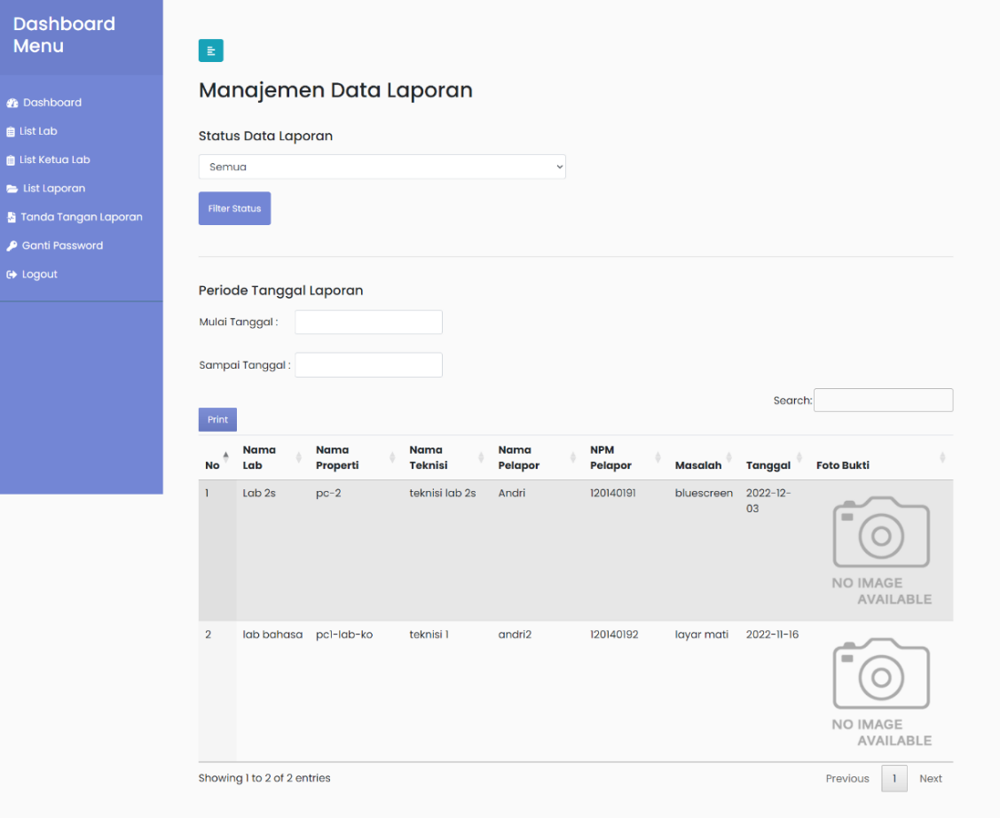 Dashboard
Menu
Dashboard
List Lab
List Ketua Lab
List Laporan
Tanda Tangan Laporan
Ganti Password
Logout
Manajemen Data Laporan
Status Data Laporan
Semua
Filter Status
Periode Tanggal Laporan
Mulai Tanggal :
Sampai Tanggal :
Search:
Print
No Nama Lab Nama Properti Nama Teknisi Nama Pelapor NPM Pelapor Masalah Tanggal Foto Bukti
1 Lab 2s pc-2 teknisi lab 2s Andri 120140191 bluescreen 2022-12-
03
NO IMAGE
AVAILABLE
2 lab bahasa pc1-lab-ko teknisi 1 andri2 120140192 layar mati 2022-11-16
NO IMAGE
AVAILABLE
Showing 1 to 2 of 2 entries
Previous 1 Next